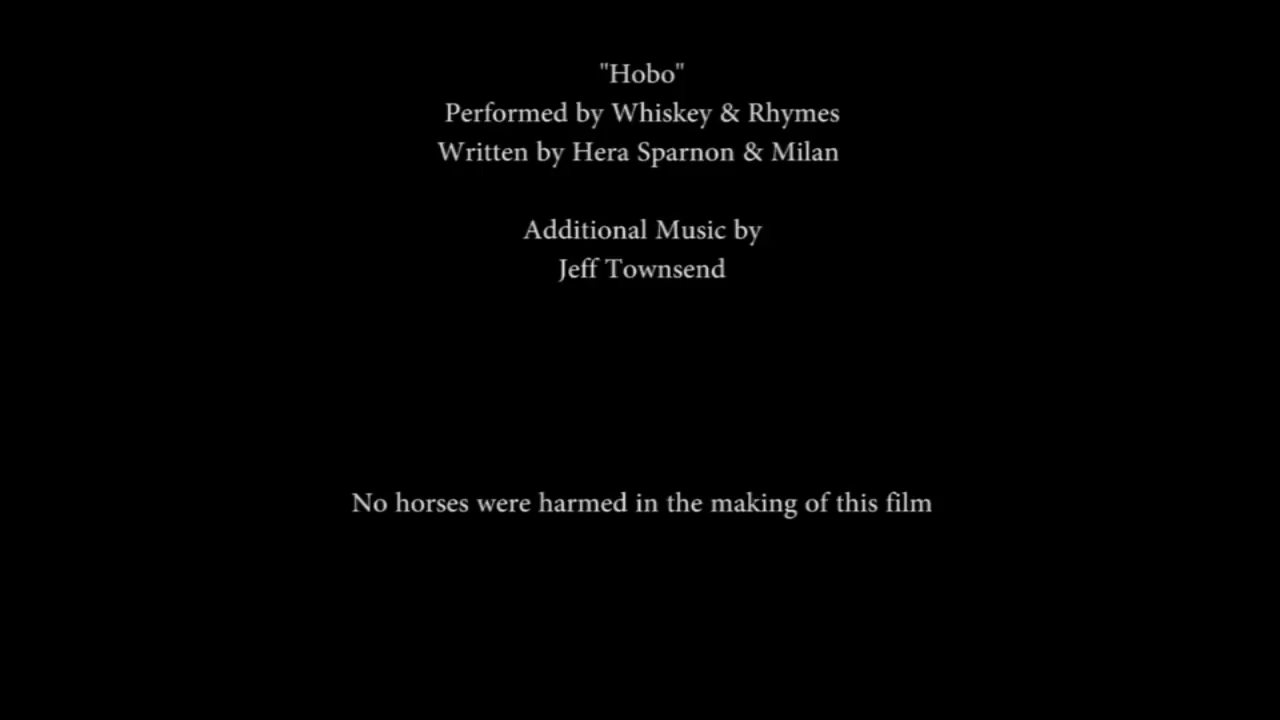 "Hobo"
Performed by Whiskey & Rhymes
Written by Hera Sparnon & Milan
Additional Music by
Jeff Townsend
No horses were harmed in the making of this film